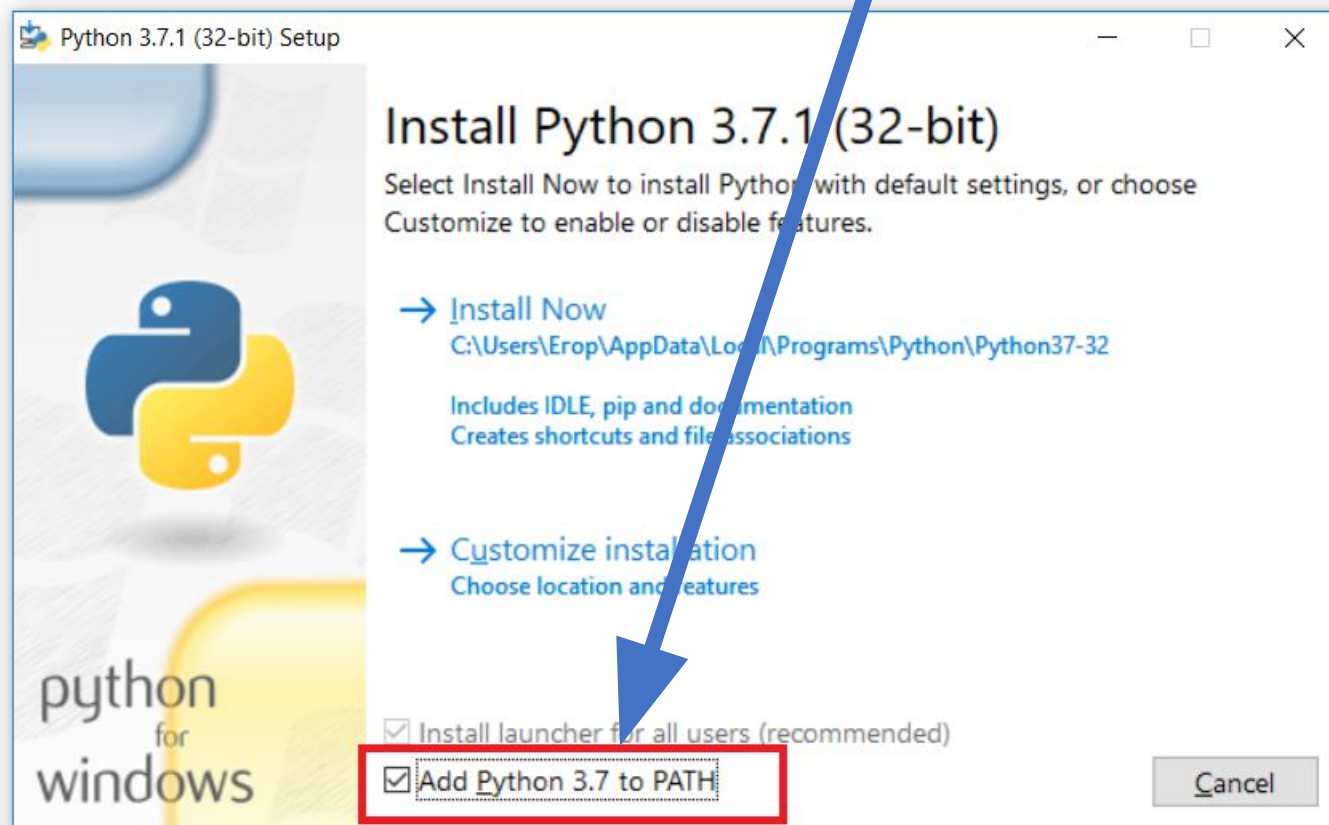 Python 3.7.1 (32-bit) Setup
Install Python 3.7.1 (32-bit)
Select Install Now to install Python with default settings, or choose
Customize to enable or disable features.
Install Now
C:\Users\Егор\AppData\Local\Programs\Python\Python37-32
Includes IDLE, pip and documentation
Creates shortcuts and file associations
Customize installation
Choose location and features
Install launcher for all users (recommended)
Add Python 3.7 to PATH
Cancel
python
for
windows